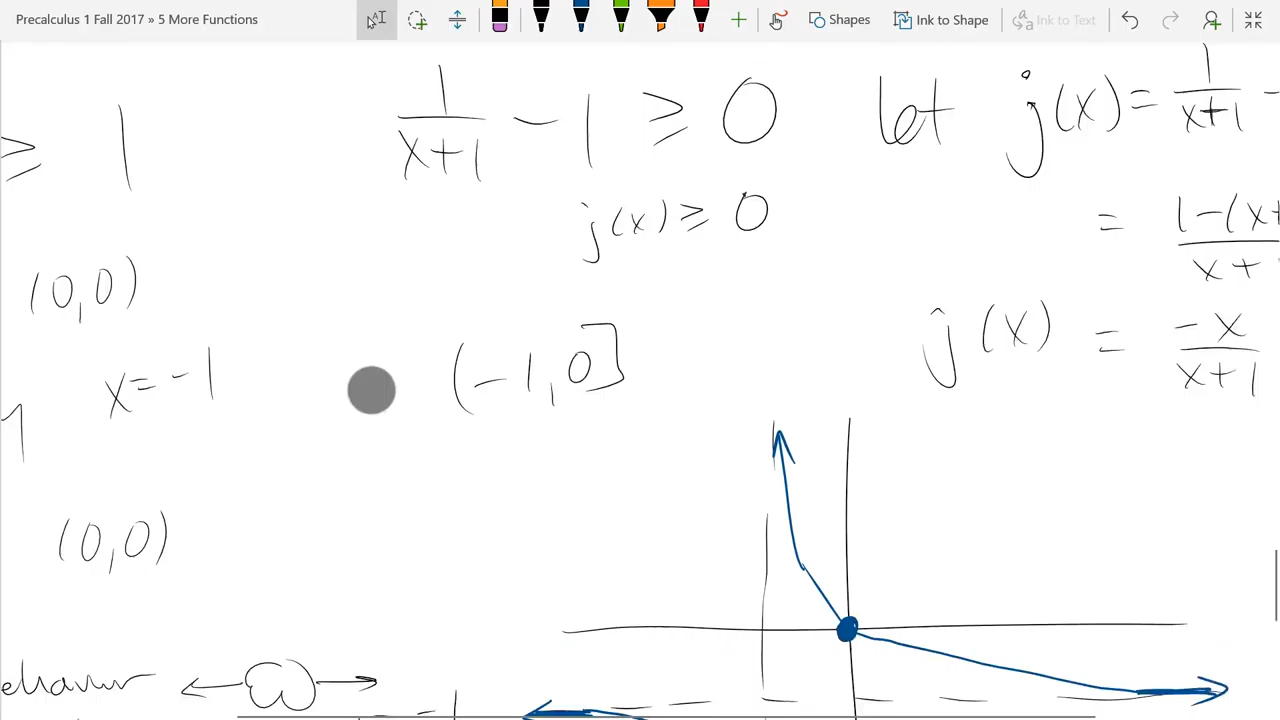 Precalculus 1 Fall 2017 » 5 More Functions
Shapes
Ink to Shape
Ink to Text
≥ 1
1/(x+1) - 1 ≥ 0
let j(x) = 1/(x+1) -
j(x) ≥ 0
= (1-(x+)/(x+
(0,0)
j(x) = -x/(x+1)
x = -1
(-1,0]
(0,0)